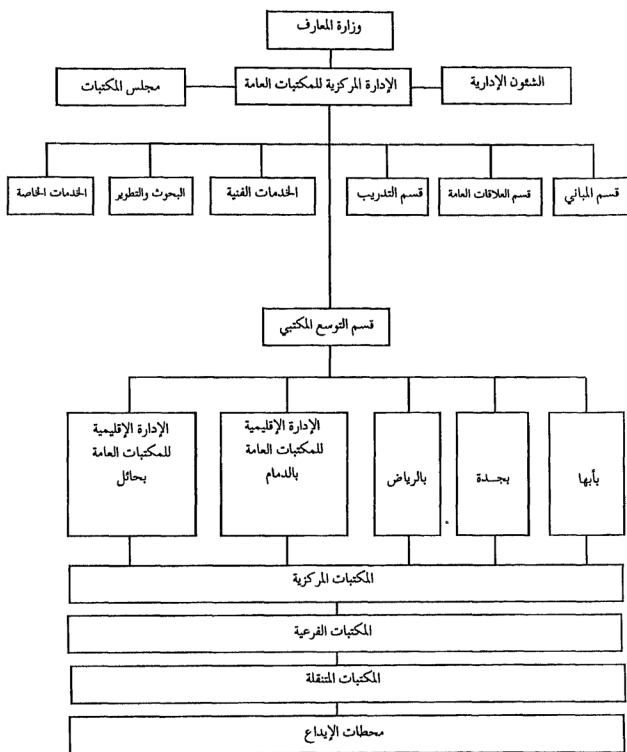 وزارة المعارف
الشئون الإدارية
الإدارة المركزية للمكتبات العامة
مجلس المكتبات
قسم المباني
قسم العلاقات العامة
قسم التدريب
الخدمات الفنية
البحوث والتطوير
الخدمات الخاصة
قسم التوسع المكتبي
بأبها
بجــدة
بالرياض
الإدارة الإقليمية
للمكتبات العامة
بالدمام
الإدارة الإقليمية
للمكتبات العامة
بحائل
المكتبات المركزية
المكتبات الفرعية
المكتبات المتنقلة
محطات الإيداع